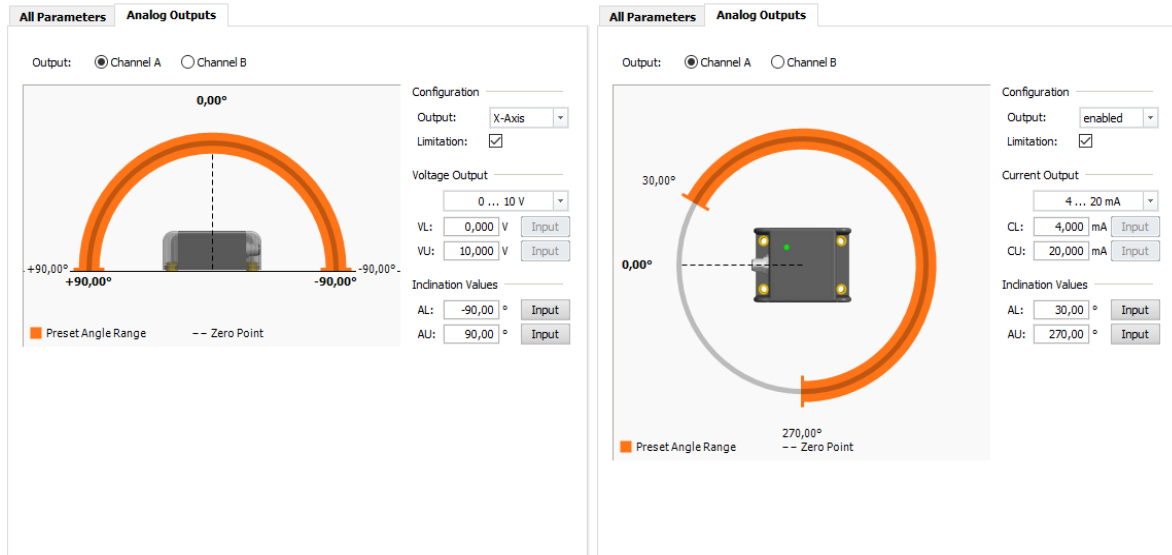 All Parameters Analog Outputs
Output: Channel A Channel B
0,00°
+90,00° -90,00°
+90,00° -90,00°
Preset Angle Range -- Zero Point
Configuration
Output: X-Axis
Limitation:
Voltage Output
0 ... 10 V
VL: 0,000 V Input
VU: 10,000 V Input
Inclination Values
AL: -90,00 ° Input
AU: 90,00 ° Input
All Parameters Analog Outputs
Output: Channel A Channel B
30,00°
0,00°
270,00°
Preset Angle Range -- Zero Point
Configuration
Output: enabled
Limitation:
Current Output
4 ... 20 mA
CL: 4,000 mA Input
CU: 20,000 mA Input
Inclination Values
AL: 30,00 ° Input
AU: 270,00 ° Input